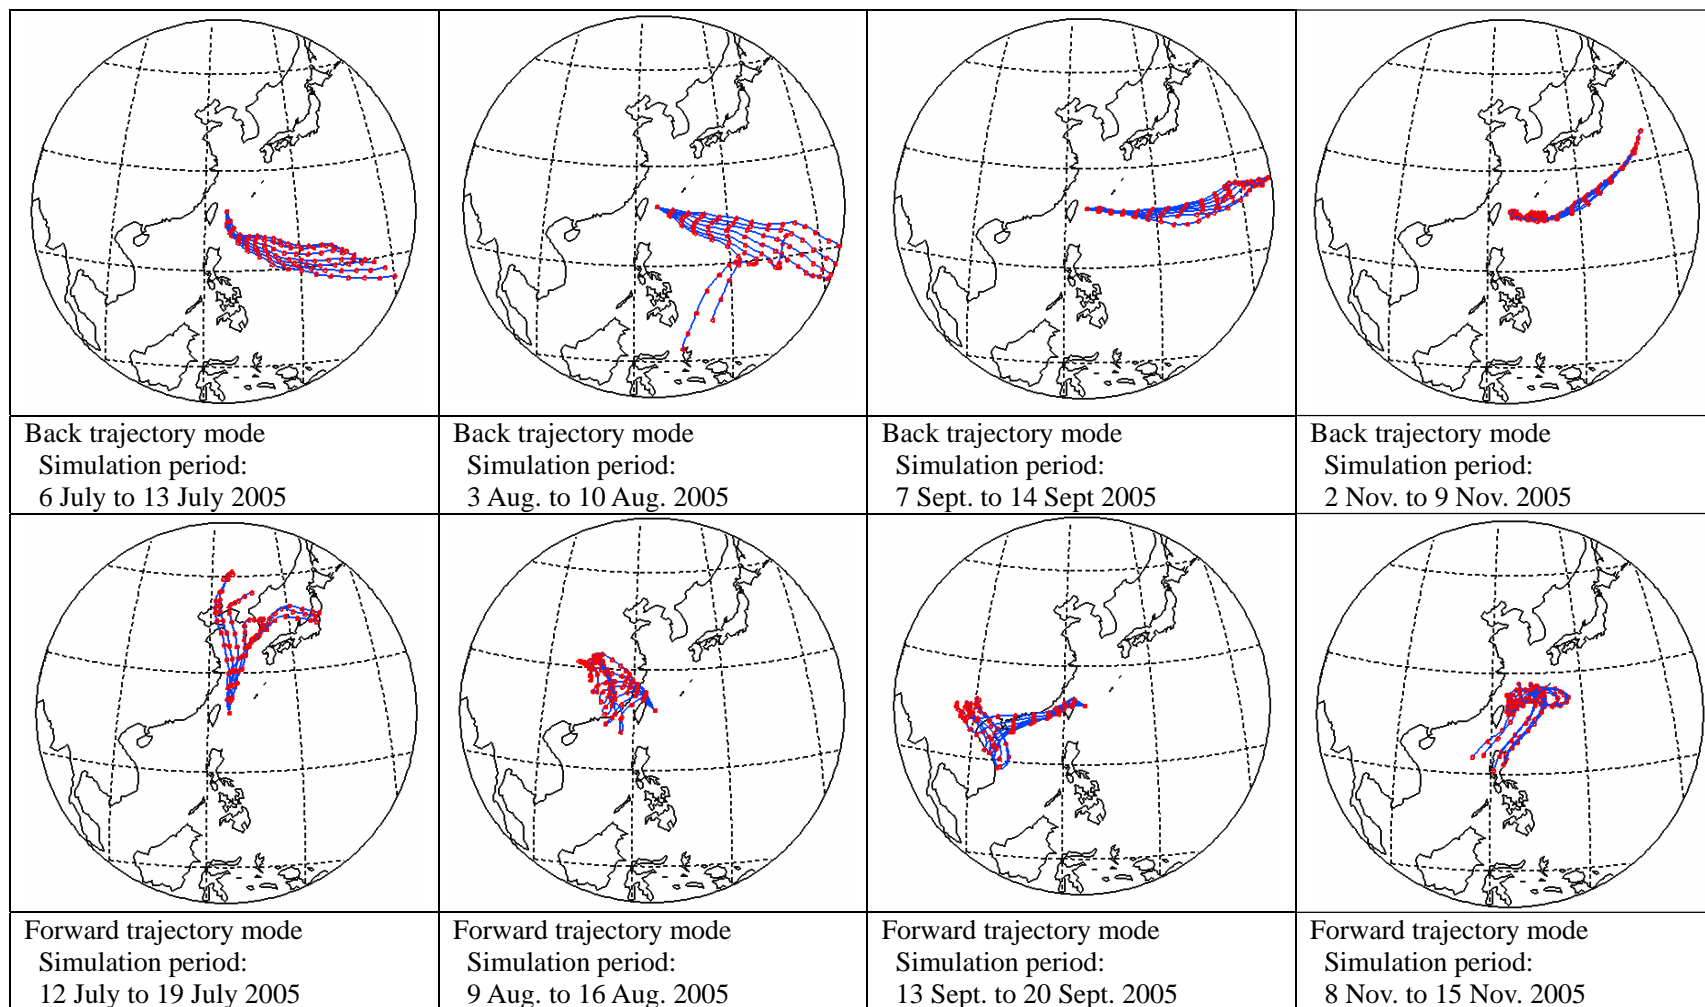 Back trajectory mode
Simulation period:
6 July to 13 July 2005
Back trajectory mode
Simulation period:
3 Aug. to 10 Aug. 2005
Back trajectory mode
Simulation period:
7 Sept. to 14 Sept 2005
Back trajectory mode
Simulation period:
2 Nov. to 9 Nov. 2005
Forward trajectory mode
Simulation period:
12 July to 19 July 2005
Forward trajectory mode
Simulation period:
9 Aug. to 16 Aug. 2005
Forward trajectory mode
Simulation period:
13 Sept. to 20 Sept. 2005
Forward trajectory mode
Simulation period:
8 Nov. to 15 Nov. 2005